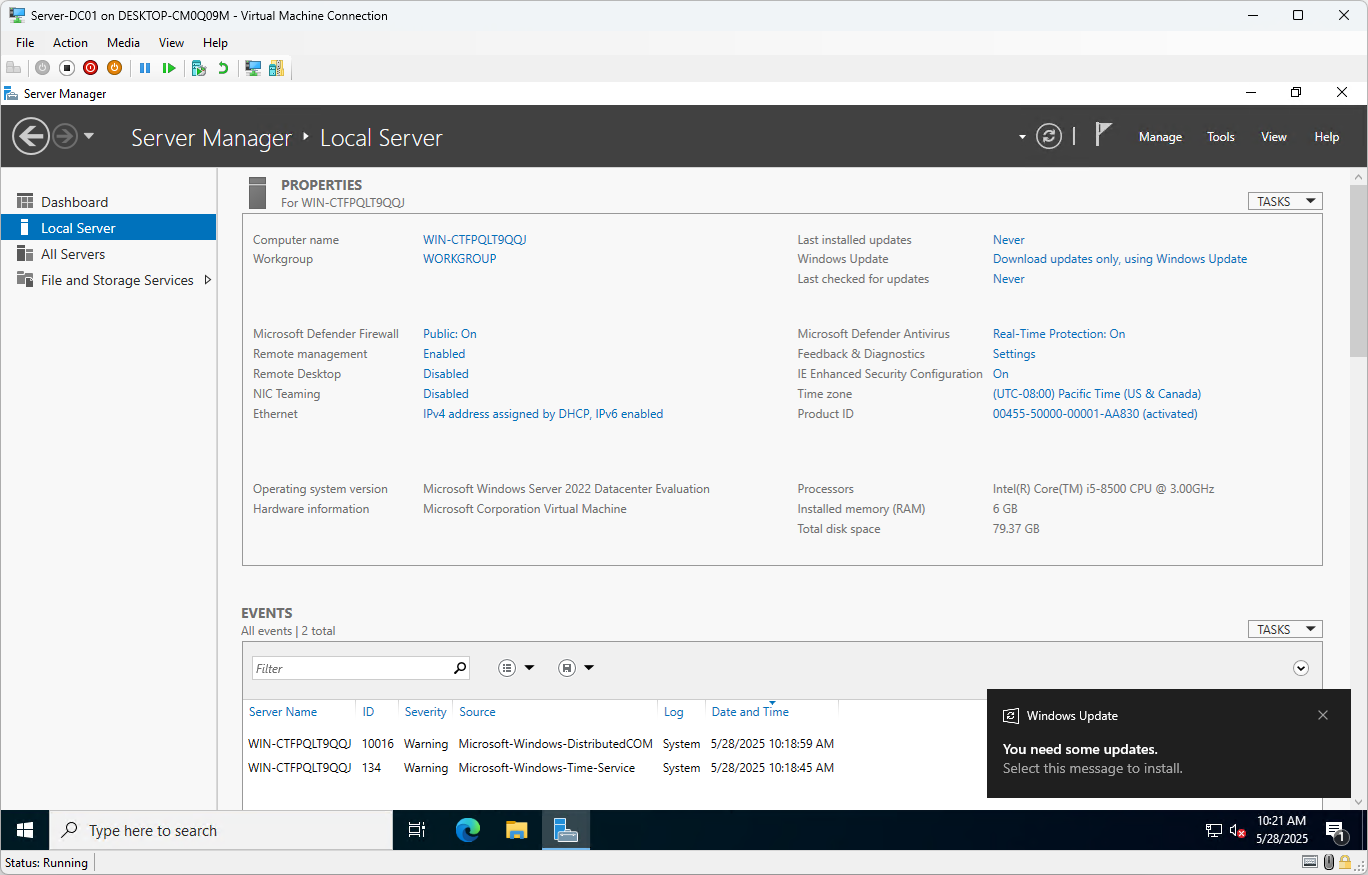 Server-DC01 on DESKTOP-CM0Q09M - Virtual Machine Connection
File Action Media View Help
Server Manager
Server Manager ‣ Local Server
Manage Tools View Help
Dashboard
Local Server
All Servers
File and Storage Services
PROPERTIES
For WIN-CTFPQLT9QQJ
TASKS
Computer name WIN-CTFPQLT9QQJ Last installed updates Never
Workgroup WORKGROUP Windows Update Download updates only, using Windows Update
Last checked for updates Never
Microsoft Defender Firewall Public: On Microsoft Defender Antivirus Real-Time Protection: On
Remote management Enabled Feedback & Diagnostics Settings
Remote Desktop Disabled IE Enhanced Security Configuration On
NIC Teaming Disabled Time zone (UTC-08:00) Pacific Time (US & Canada)
Ethernet IPv4 address assigned by DHCP, IPv6 enabled Product ID 00455-50000-00001-AA830 (activated)
Operating system version Microsoft Windows Server 2022 Datacenter Evaluation Processors Intel(R) Core(TM) i5-8500 CPU @ 3.00GHz
Hardware information Microsoft Corporation Virtual Machine Installed memory (RAM) 6 GB
Total disk space 79.37 GB
EVENTS
All events | 2 total
TASKS
Filter
Server Name ID Severity Source Log Date and Time
WIN-CTFPQLT9QQJ 10016 Warning Microsoft-Windows-DistributedCOM System 5/28/2025 10:18:59 AM
WIN-CTFPQLT9QQJ 134 Warning Microsoft-Windows-Time-Service System 5/28/2025 10:18:45 AM
Windows Update
You need some updates.
Select this message to install.
Type here to search
10:21 AM
5/28/2025
1
Status: Running